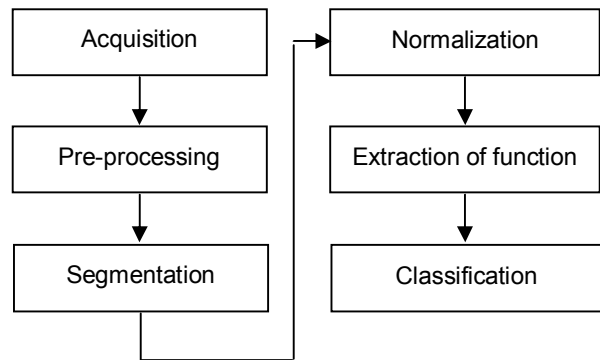 Acquisition
Pre-processing
Segmentation
Normalization
Extraction of function
Classification